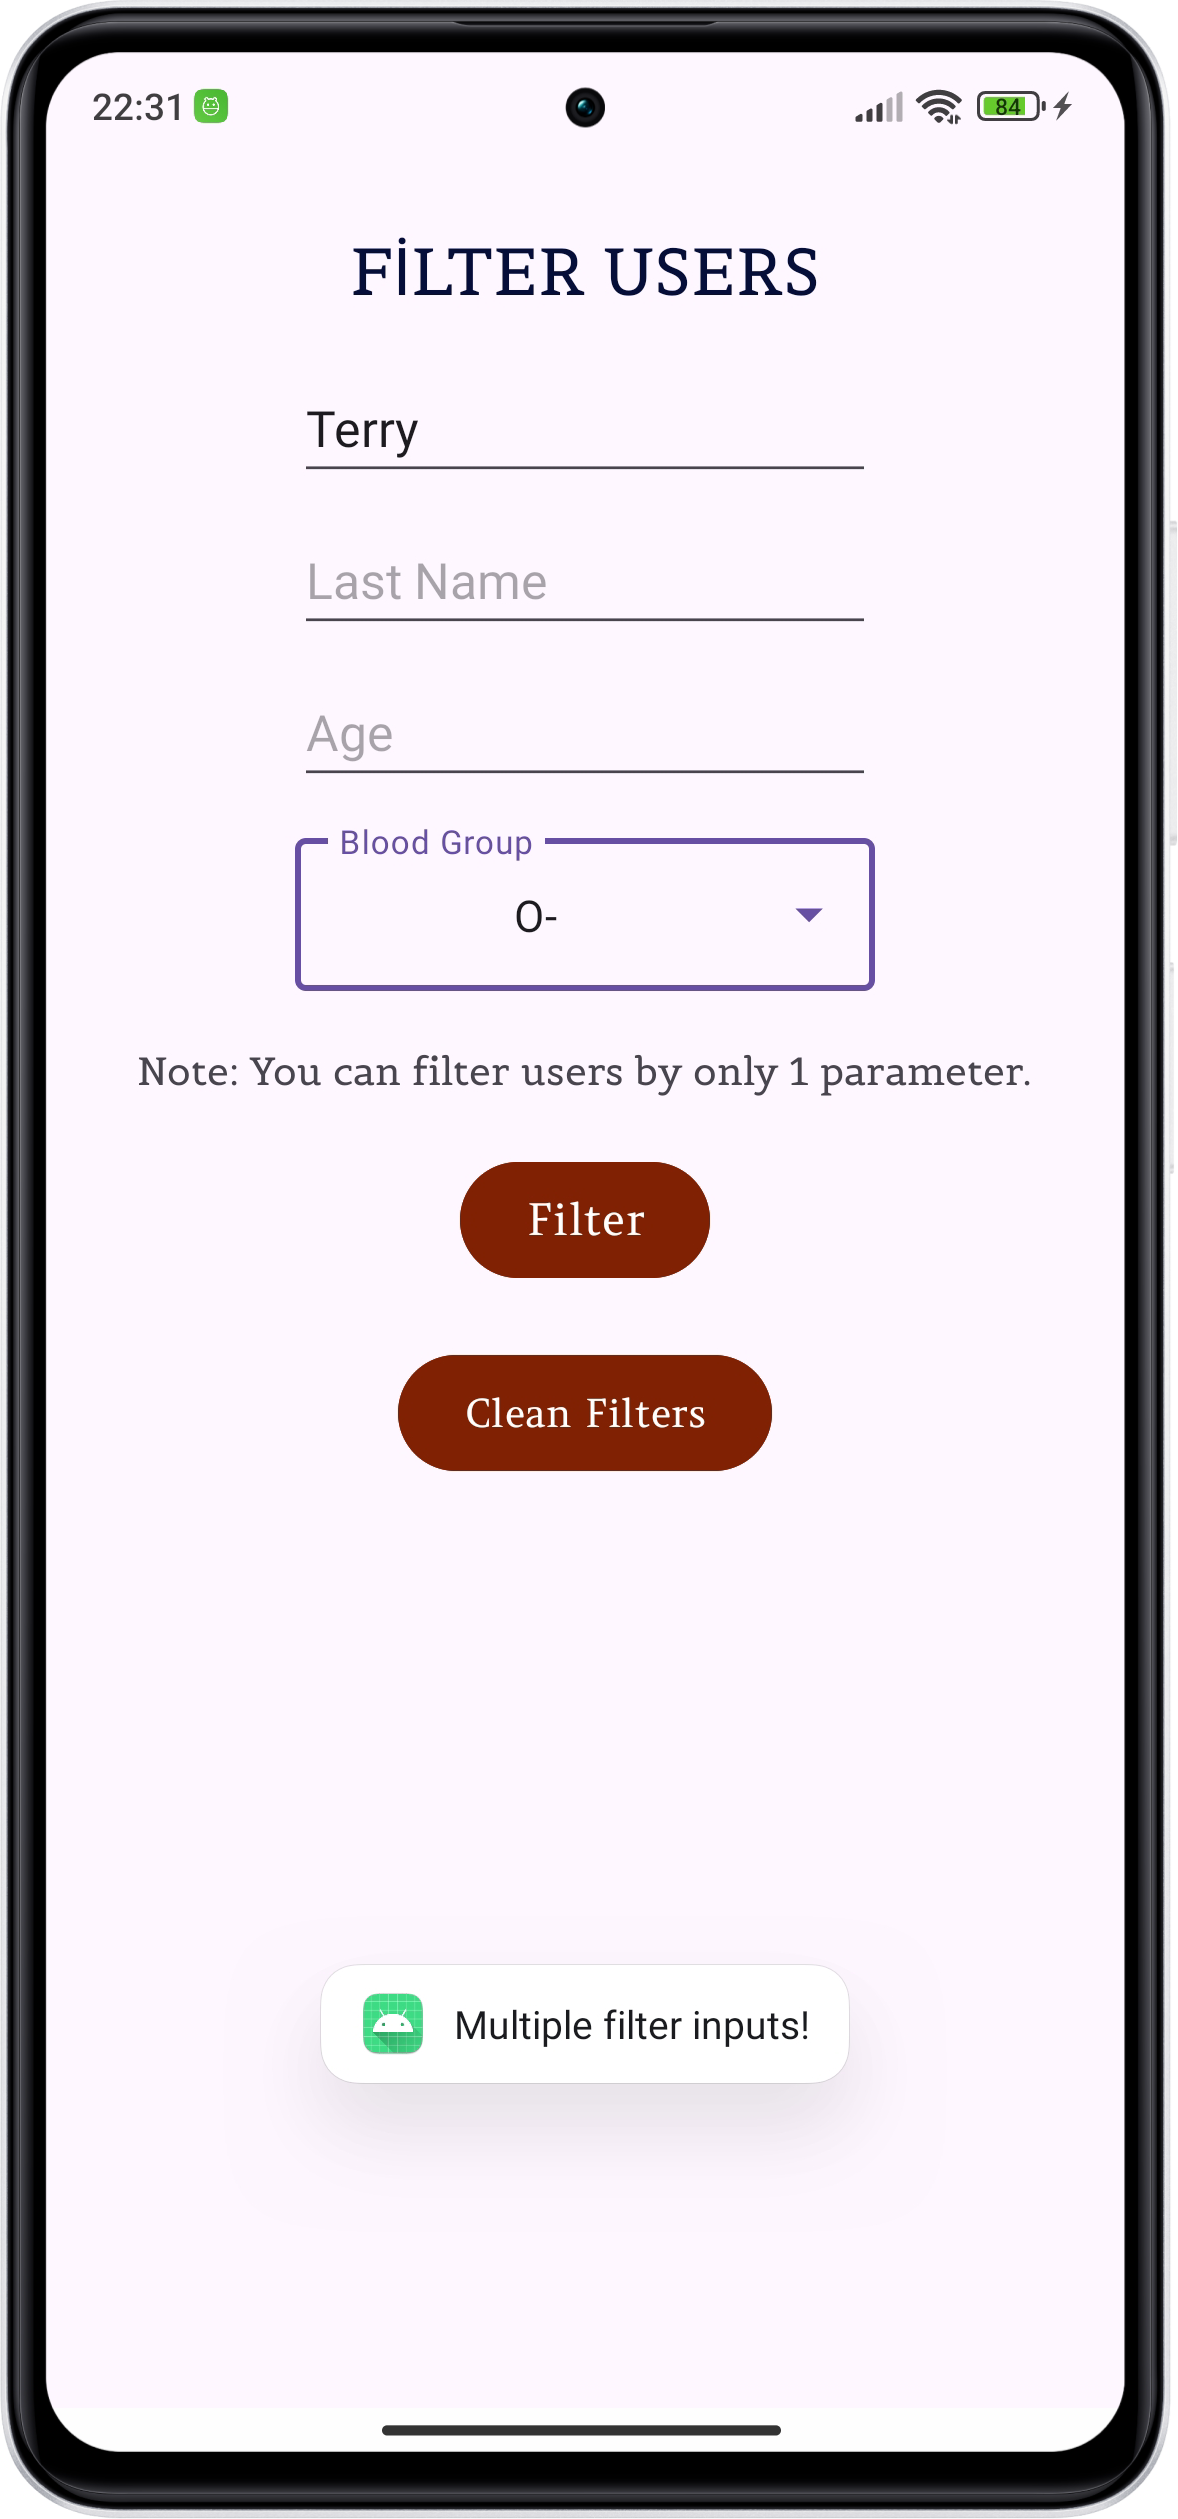 22:31
84
FİLTER USERS
Terry
Last Name
Age
Blood Group
O-
Note: You can filter users by only 1 parameter.
Filter
Clean Filters
Multiple filter inputs!